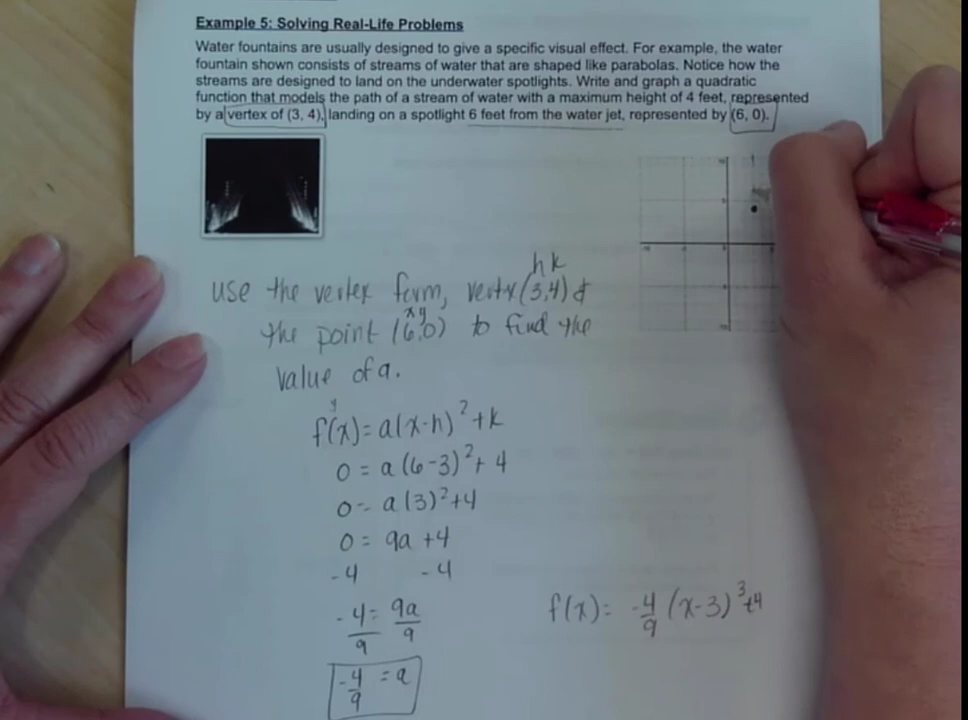 Example 5: Solving Real-Life Problems
Water fountains are usually designed to give a specific visual effect. For example, the water
fountain shown consists of streams of water that are shaped like parabolas. Notice how the
streams are designed to land on the underwater spotlights. Write and graph a quadratic
function that models the path of a stream of water with a maximum height of 4 feet, represented
by a vertex of (3, 4), landing on a spotlight 6 feet from the water jet, represented by (6, 0).
h k
use the vertex form, vertx (3,4) &
x y
the point (6,0) to find the
value of a.
y
f(x) = a(x-h)² + k
0 = a(6-3)² + 4
0 = a(3)² + 4
0 = 9a + 4
-4 -4
-4/9 = 9a/9
-4/9 = a
f(x) = -4/9 (x-3)³ + 4